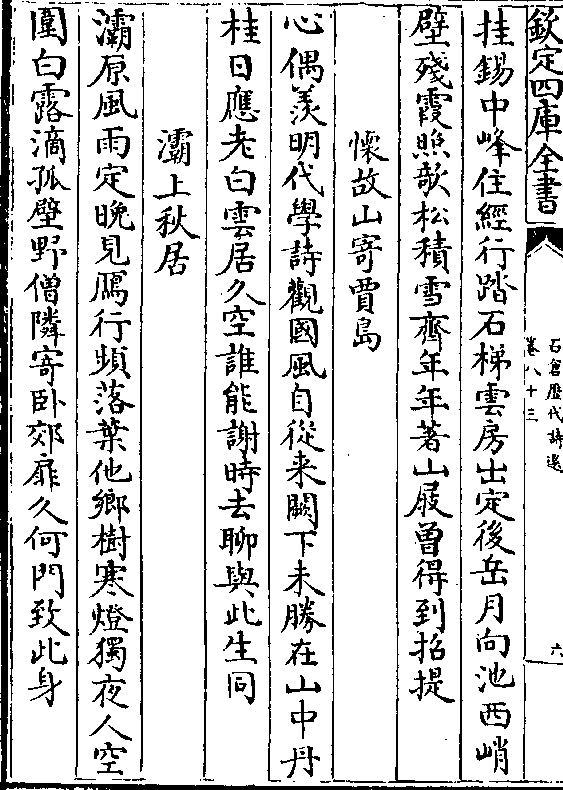 欽定四庫全書
石倉歷代詩選
卷八十三
六
挂錫中峰住經行踏石梯雲房出定後岳月向池西峭
壁殘霞照欹松積雪齊年年著山屐曾得到招提
懷故山寄賈島
心偶羨明代學詩觀國風自從来闕下未勝在山中丹
桂日應老白雲居久空誰能謝時去聊與此生同
灞上秋居
灞原風雨定晚見鴈行頻落葉他鄉樹寒燈獨夜人空
園白露滴孤壁野僧隣寄卧郊扉久何門致此身